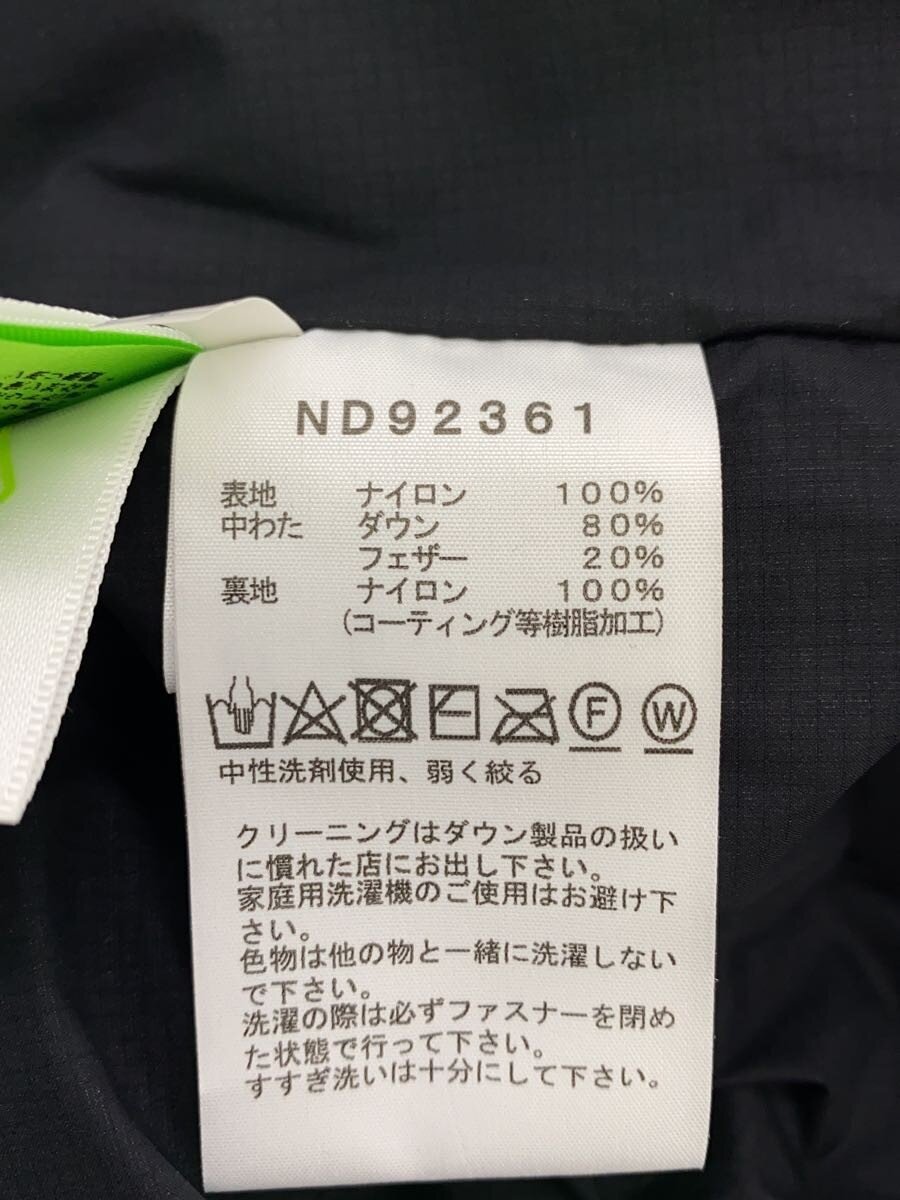 ND92361
表地 ナイロン 100%
中わた ダウン 80%
フェザー 20%
裏地 ナイロン 100%
(コーティング等樹脂加工)
F W
中性洗剤使用、弱く絞る
クリーニングはダウン製品の扱い
に慣れた店にお出し下さい。
家庭用洗濯機のご使用はお避け下
さい。
色物は他の物と一緒に洗濯しない
で下さい。
洗濯の際は必ずファスナーを閉め
た状態で行って下さい。
すすぎ洗いは十分にして下さい。